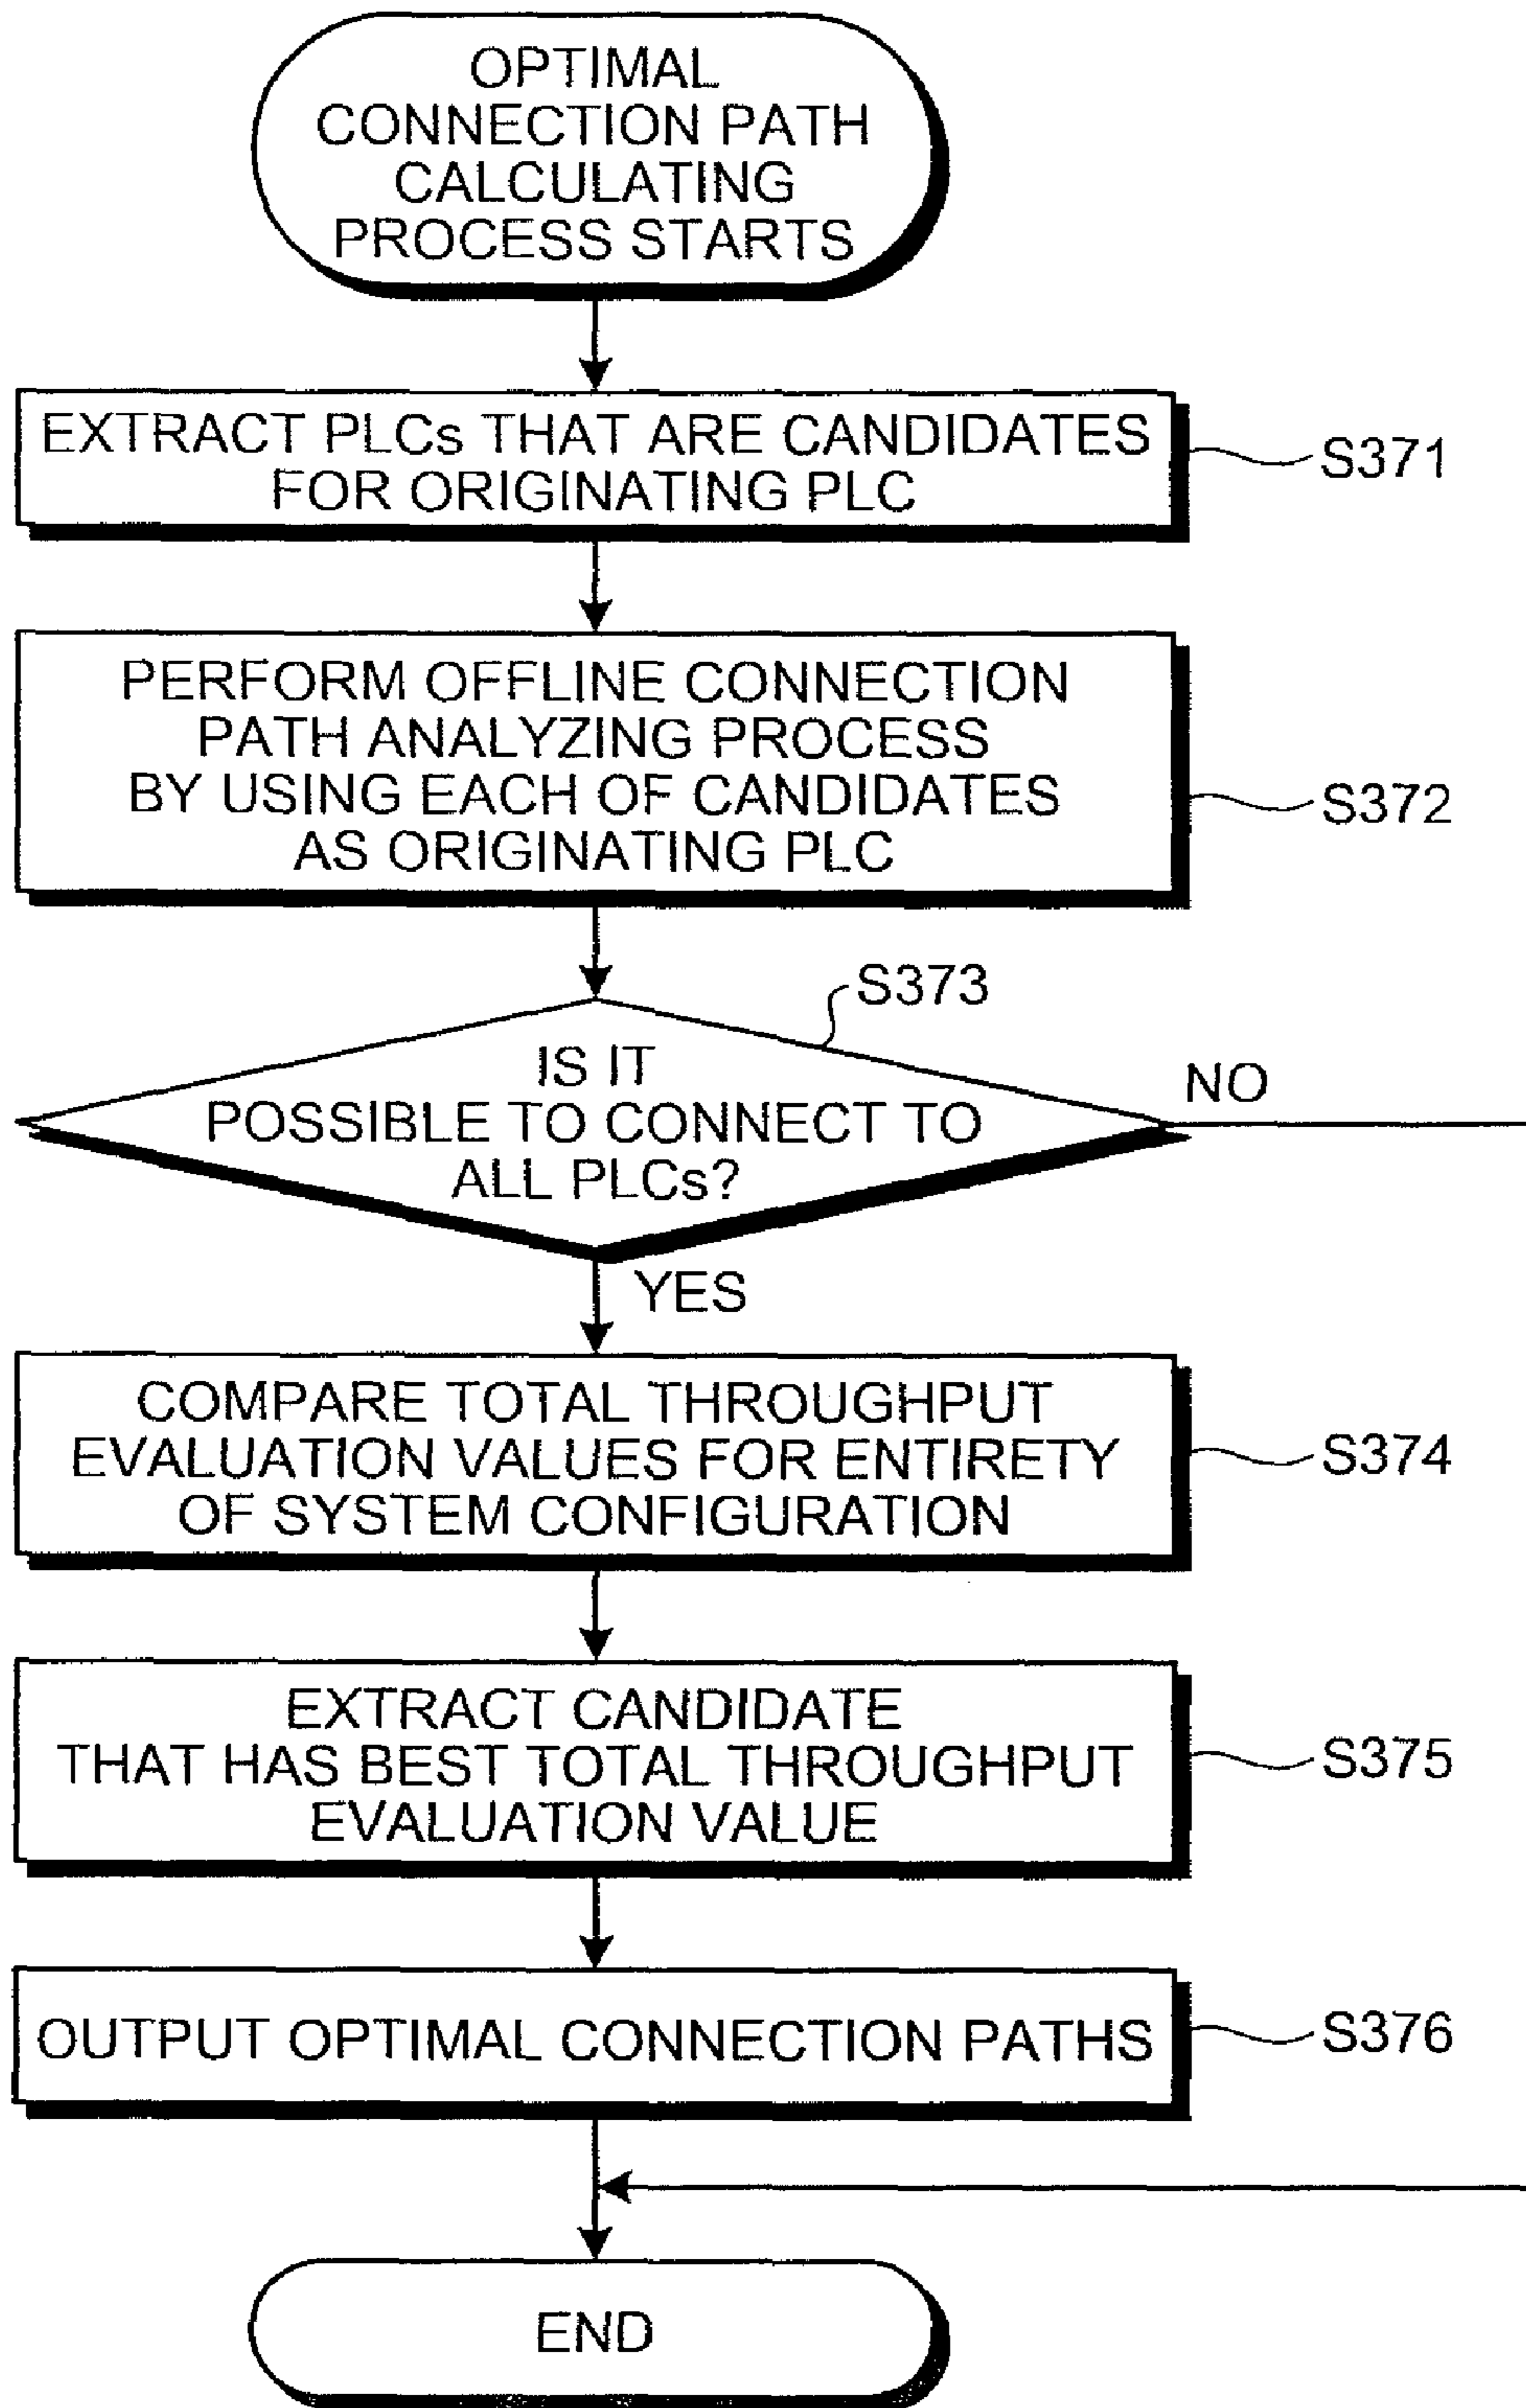 OPTIMAL
CONNECTION PATH
CALCULATING
PROCESS STARTS
EXTRACT PLCs THAT ARE CANDIDATES
FOR ORIGINATING PLC
S371
PERFORM OFFLINE CONNECTION
PATH ANALYZING PROCESS
BY USING EACH OF CANDIDATES
AS ORIGINATING PLC
S372
S373
IS IT
POSSIBLE TO CONNECT TO
ALL PLCs?
NO
YES
COMPARE TOTAL THROUGHPUT
EVALUATION VALUES FOR ENTIRETY
OF SYSTEM CONFIGURATION
S374
EXTRACT CANDIDATE
THAT HAS BEST TOTAL THROUGHPUT
EVALUATION VALUE
S375
OUTPUT OPTIMAL CONNECTION PATHS
S376
END